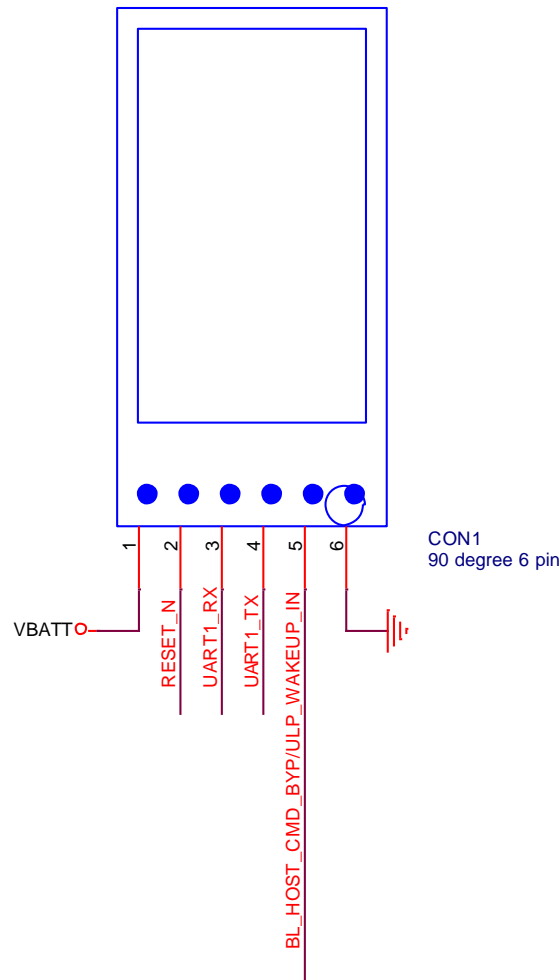 1
2
3
4
5
6
CON1
90 degree 6 pin
VBATT
RESET_N
UART1_RX
UART1_TX
BL_HOST_CMD_BYP/ULP_WAKEUP_IN